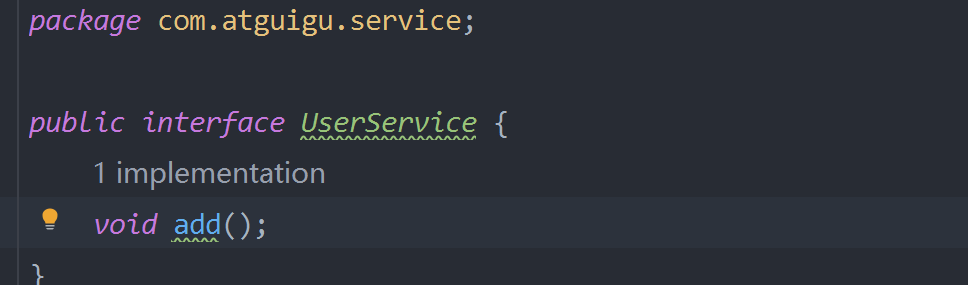 package com.atguigu.service;
public interface UserService {
1 implementation
void add();
}